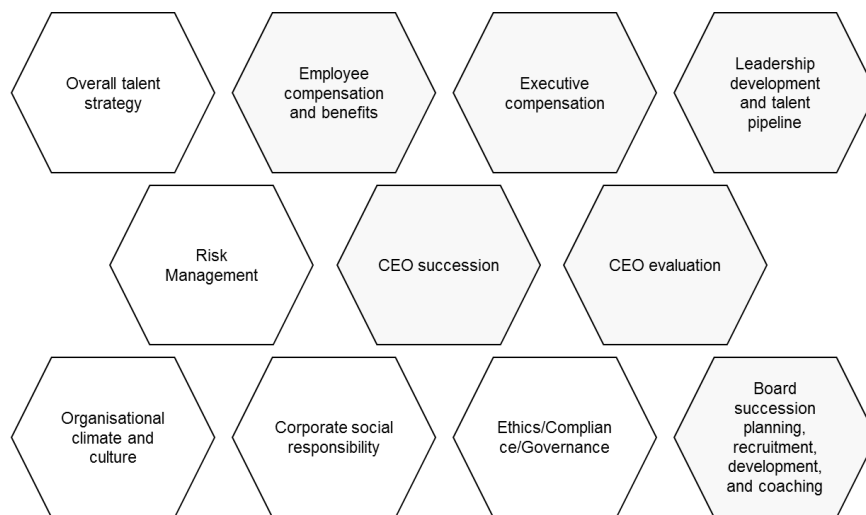 Overall talent
strategy
Employee
compensation
and benefits
Executive
compensation
Leadership
development
and talent
pipeline
Risk
Management
CEO succession
CEO evaluation
Organisational
climate and
culture
Corporate social
responsibility
Ethics/Complian
ce/Governance
Board
succession
planning,
recruitment,
development,
and coaching